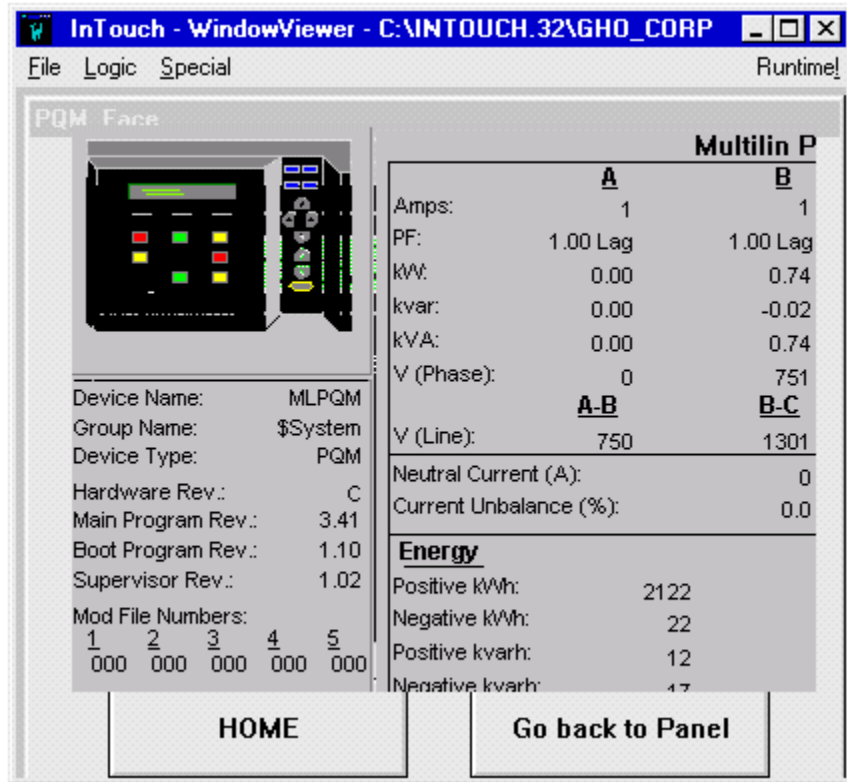 InTouch - WindowViewer - C:\INTOUCH.32\GHO_CORP
File Logic Special Runtime!
PQM Face
Multilin P
A B
Amps: 1 1
PF: 1.00 Lag 1.00 Lag
kW: 0.00 0.74
kvar: 0.00 -0.02
kVA: 0.00 0.74
V (Phase): 0 751
A-B B-C
V (Line): 750 1301
Neutral Current (A): 0
Current Unbalance (%): 0.0
Energy
Positive kWh: 2122
Negative kWh: 22
Positive kvarh: 12
Negative kvarh: 17
Device Name: MLPQM
Group Name: $System
Device Type: PQM
Hardware Rev.: C
Main Program Rev.: 3.41
Boot Program Rev.: 1.10
Supervisor Rev.: 1.02
Mod File Numbers:
1 2 3 4 5
000 000 000 000 000
HOME
Go back to Panel